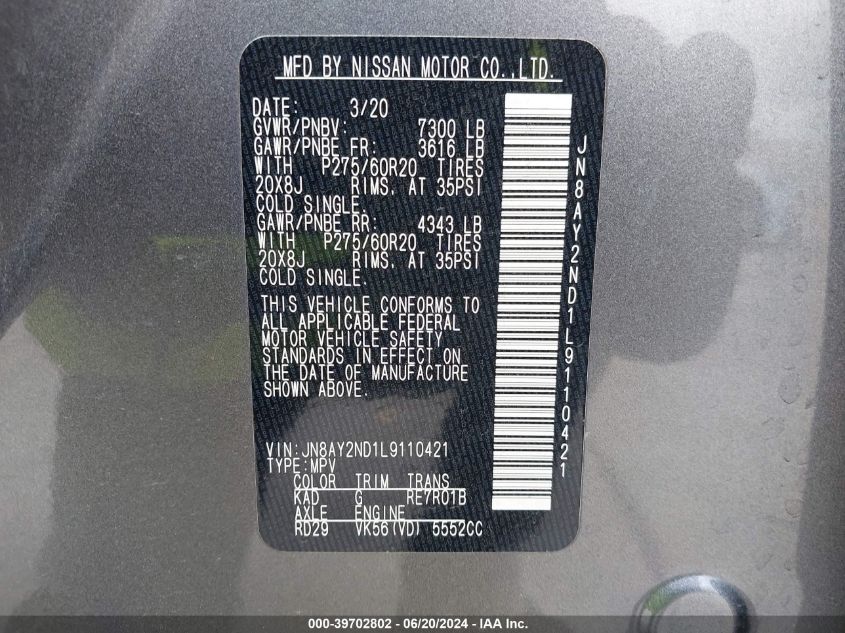 MFD BY NISSAN MOTOR CO.,LTD.
DATE: 3/20
GVWR/PNBV: 7300 LB
GAWR/PNBE FR: 3616 LB
WITH P275/60R20 TIRES
20X8J RIMS, AT 35PSI
COLD SINGLE.
GAWR/PNBE RR: 4343 LB
WITH P275/60R20 TIRES
20X8J RIMS, AT 35PSI
COLD SINGLE.
THIS VEHICLE CONFORMS TO
ALL APPLICABLE FEDERAL
MOTOR VEHICLE SAFETY
STANDARDS IN EFFECT ON
THE DATE OF MANUFACTURE
SHOWN ABOVE.
VIN:JN8AY2ND1L9110421
TYPE:MPV
COLOR TRIM TRANS
KAD G RE7R01B
AXLE ENGINE
RD29 VK56(VD) 5552CC
JN8AY2ND1L9110421
000-39702802 - 06/20/2024 - IAA Inc.